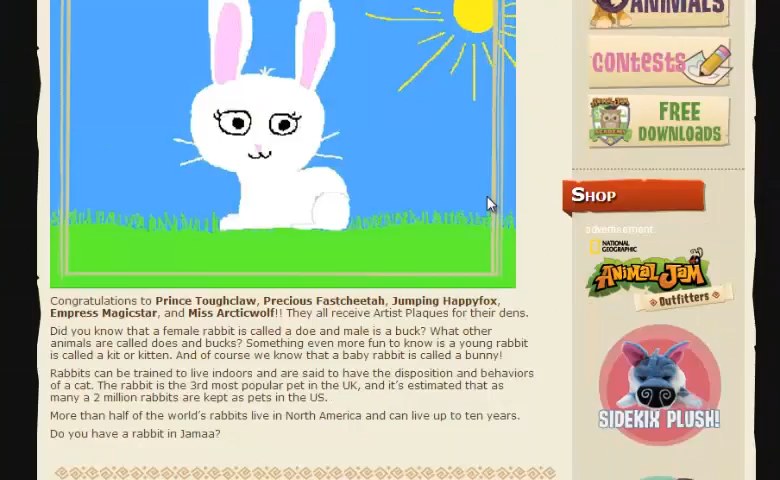 Congratulations to Prince Toughclaw, Precious Fastcheetah, Jumping Happyfox,
Empress Magicstar, and Miss Arcticwolf!! They all receive Artist Plaques for their dens.
Did you know that a female rabbit is called a doe and male is a buck? What other
animals are called does and bucks? Something even more fun to know is a young rabbit
is called a kit or kitten. And of course we know that a baby rabbit is called a bunny!
Rabbits can be trained to live indoors and are said to have the disposition and behaviors
of a cat. The rabbit is the 3rd most popular pet in the UK, and it's estimated that as
many a 2 million rabbits are kept as pets in the US.
More than half of the world's rabbits live in North America and can live up to ten years.
Do you have a rabbit in Jamaa?
ANIMALS
CONTESTS
FREE
DOWNLOADS
SHOP
advertisement
NATIONAL
GEOGRAPHIC
ANIMAL JAM
Outfitters
SIDEKIX PLUSH!